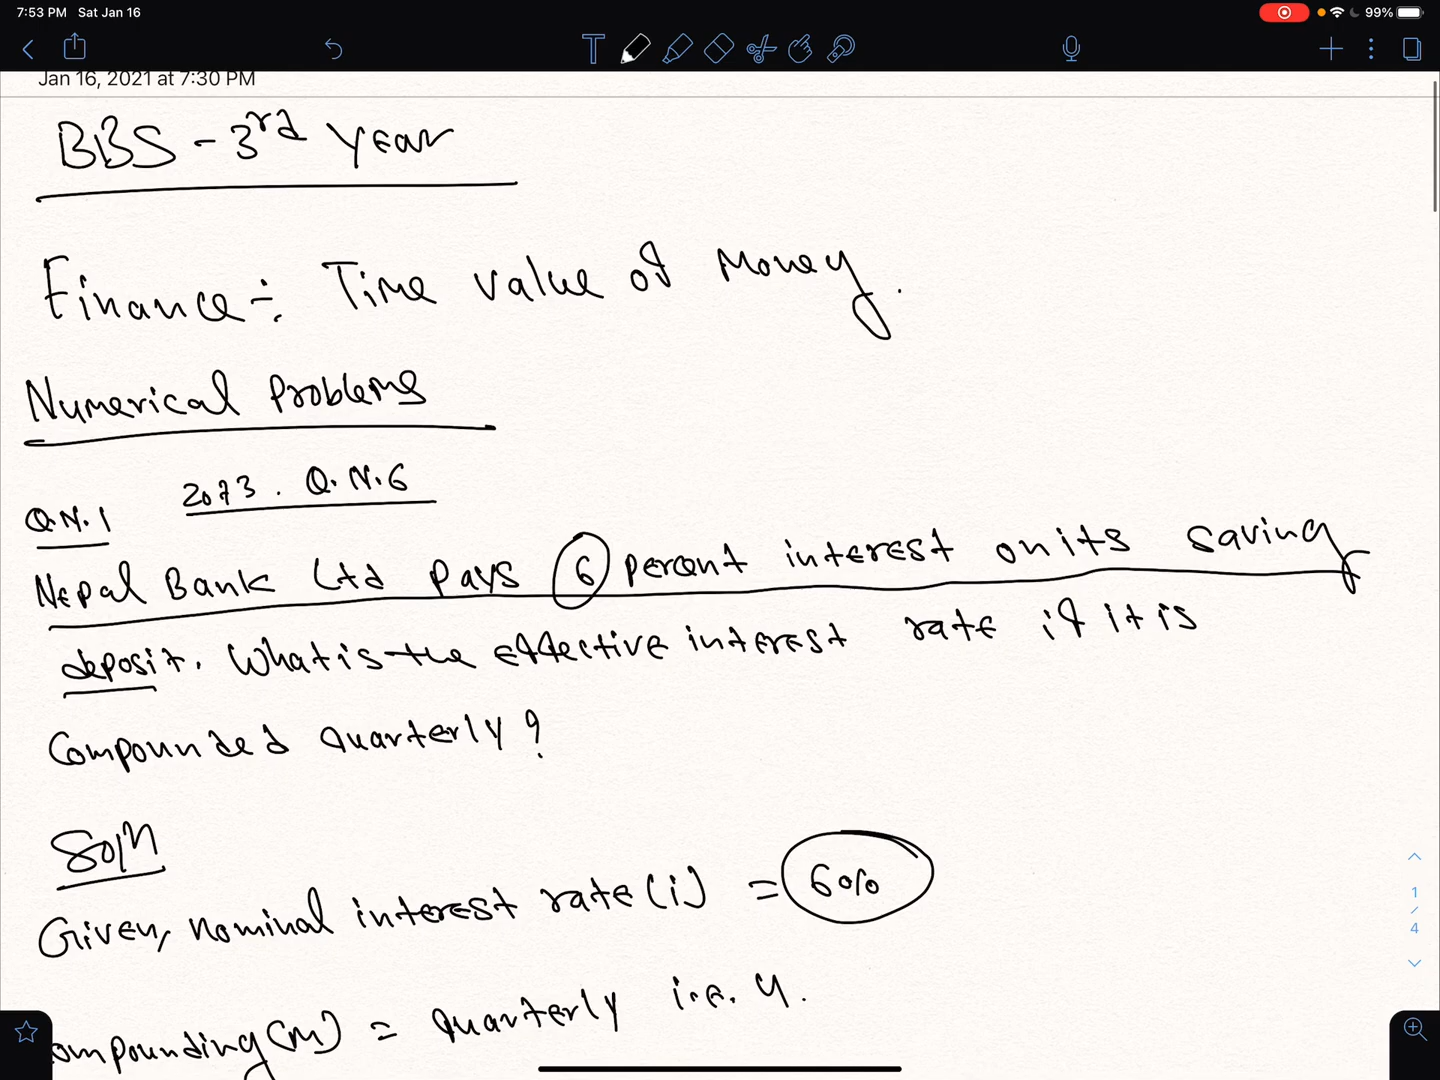 7:53 PM Sat Jan 16
99%
Jan 16, 2021 at 7:30 PM
BBS - 3rd Year
Finance ÷ Time value of Money.
Numerical Problems
Q.N.1 2073. Q.N.6
Nepal Bank Ltd Pays 6 percent interest on its saving
deposit. What is the effective interest rate if it is
Compounded quarterly?
Soln
Given, nominal interest rate (i) = 6%
ompounding (m) = quarterly i.e. 4.
1
/
4